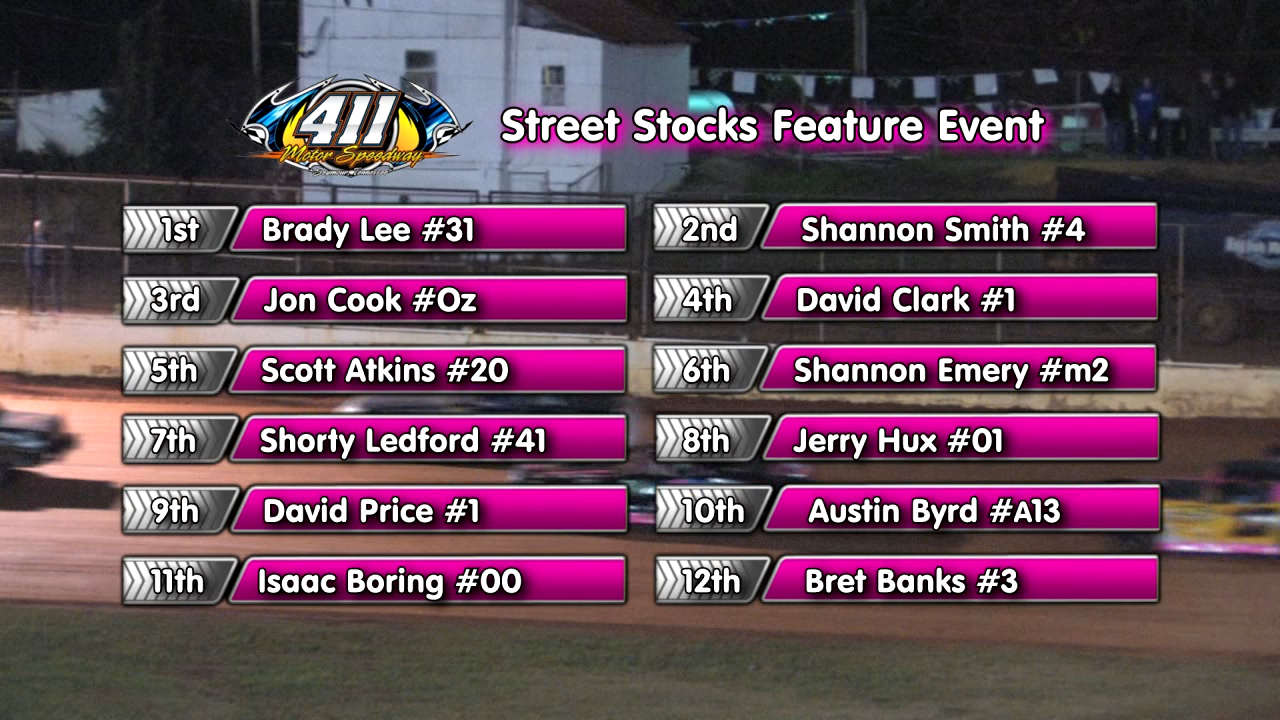 411
Motor Speedway
Seymour, Tennessee
Street Stocks Feature Event
1st Brady Lee #31
2nd Shannon Smith #4
3rd Jon Cook #Oz
4th David Clark #1
5th Scott Atkins #20
6th Shannon Emery #m2
7th Shorty Ledford #41
8th Jerry Hux #01
9th David Price #1
10th Austin Byrd #A13
11th Isaac Boring #00
12th Bret Banks #3